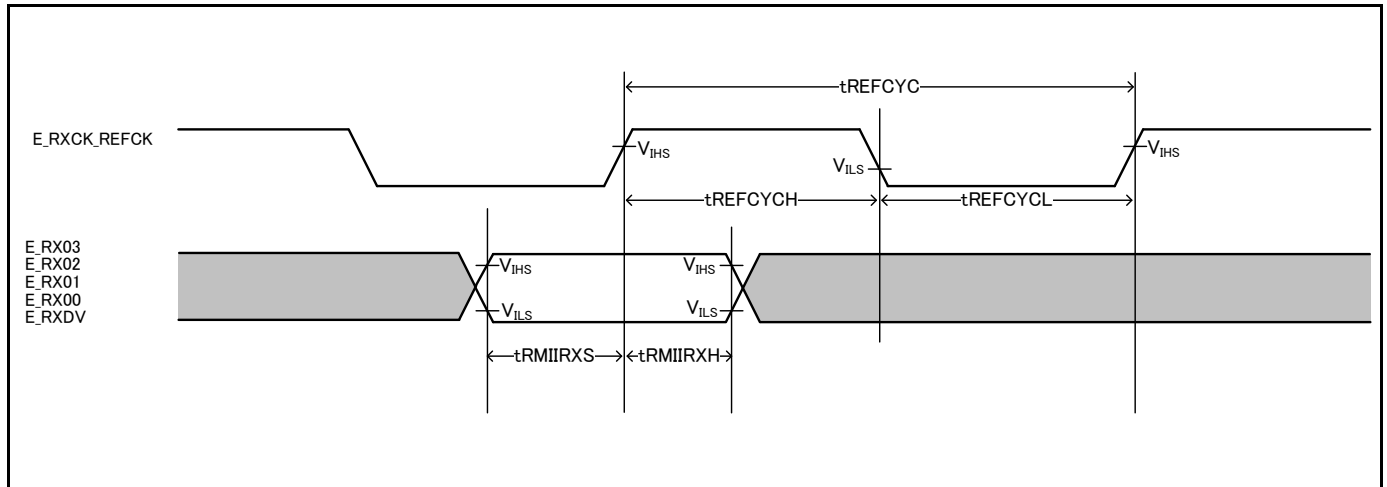 tREFCYC
E_RXCK_REFCK
VIHS
VILS
VIHS
tREFCYCH
tREFCYCL
E_RX03
E_RX02
E_RX01
E_RX00
E_RXDV
VIHS
VIHS
VILS
VILS
tRMIIRXS
tRMIIRXH